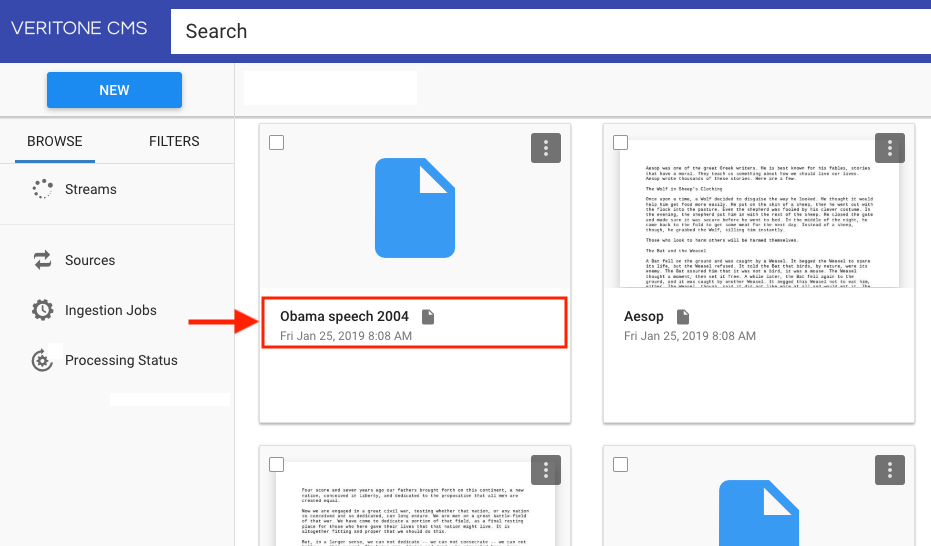 VERITONE CMS
Search
NEW
BROWSE
FILTERS
Streams
Sources
Ingestion Jobs
Processing Status
Aesop was one of the great Greek writers. He is best known for his fables, stories
that have a moral. They teach us something about how we should live our lives.
Aesop wrote thousands of these stories. Here are a few.
The Wolf in Sheep's Clothing
Once upon a time, a Wolf decided to disguise the way he looked. He thought it would
help him get food more easily. He put on the skin of a sheep, then he went out with
the flock into the pasture. Even the shepherd was fooled by his clever costume. In
the evening, the shepherd put him in with the rest of the sheep. He closed the gate
and made sure it was secure before he went to bed. In the middle of the night, he
came back to the fold to get some meat for the next day. Instead of a sheep,
though, he grabbed the Wolf, killing him instantly.
Those who look to harm others will be harmed themselves.
The Bat and the Weasel
A Bat fell on the ground and was caught by a Weasel. It begged the Weasel to spare
its life, but the Weasel refused. It told the Bat that birds, by nature, were its
enemy. The Bat assured him that it was not a bird, it was a mouse. The Weasel
thought a moment, then set it free. A while later, the Bat fell again to the
ground, and it was caught by another Weasel. It begged this Weasel not to eat him,
Obama speech 2004
Fri Jan 25, 2019 8:08 AM
Aesop
Fri Jan 25, 2019 8:08 AM
Four score and seven years ago our fathers brought forth on this continent, a new
nation, conceived in Liberty, and dedicated to the proposition that all men are
created equal.
Now we are engaged in a great civil war, testing whether that nation, or any nation
so conceived and so dedicated, can long endure. We are met on a great battle-field
of that war. We have come to dedicate a portion of that field, as a final resting
place for those who here gave their lives that that nation might live. It is
altogether fitting and proper that we should do this.
But, in a larger sense, we can not dedicate -- we can not consecrate -- we can not